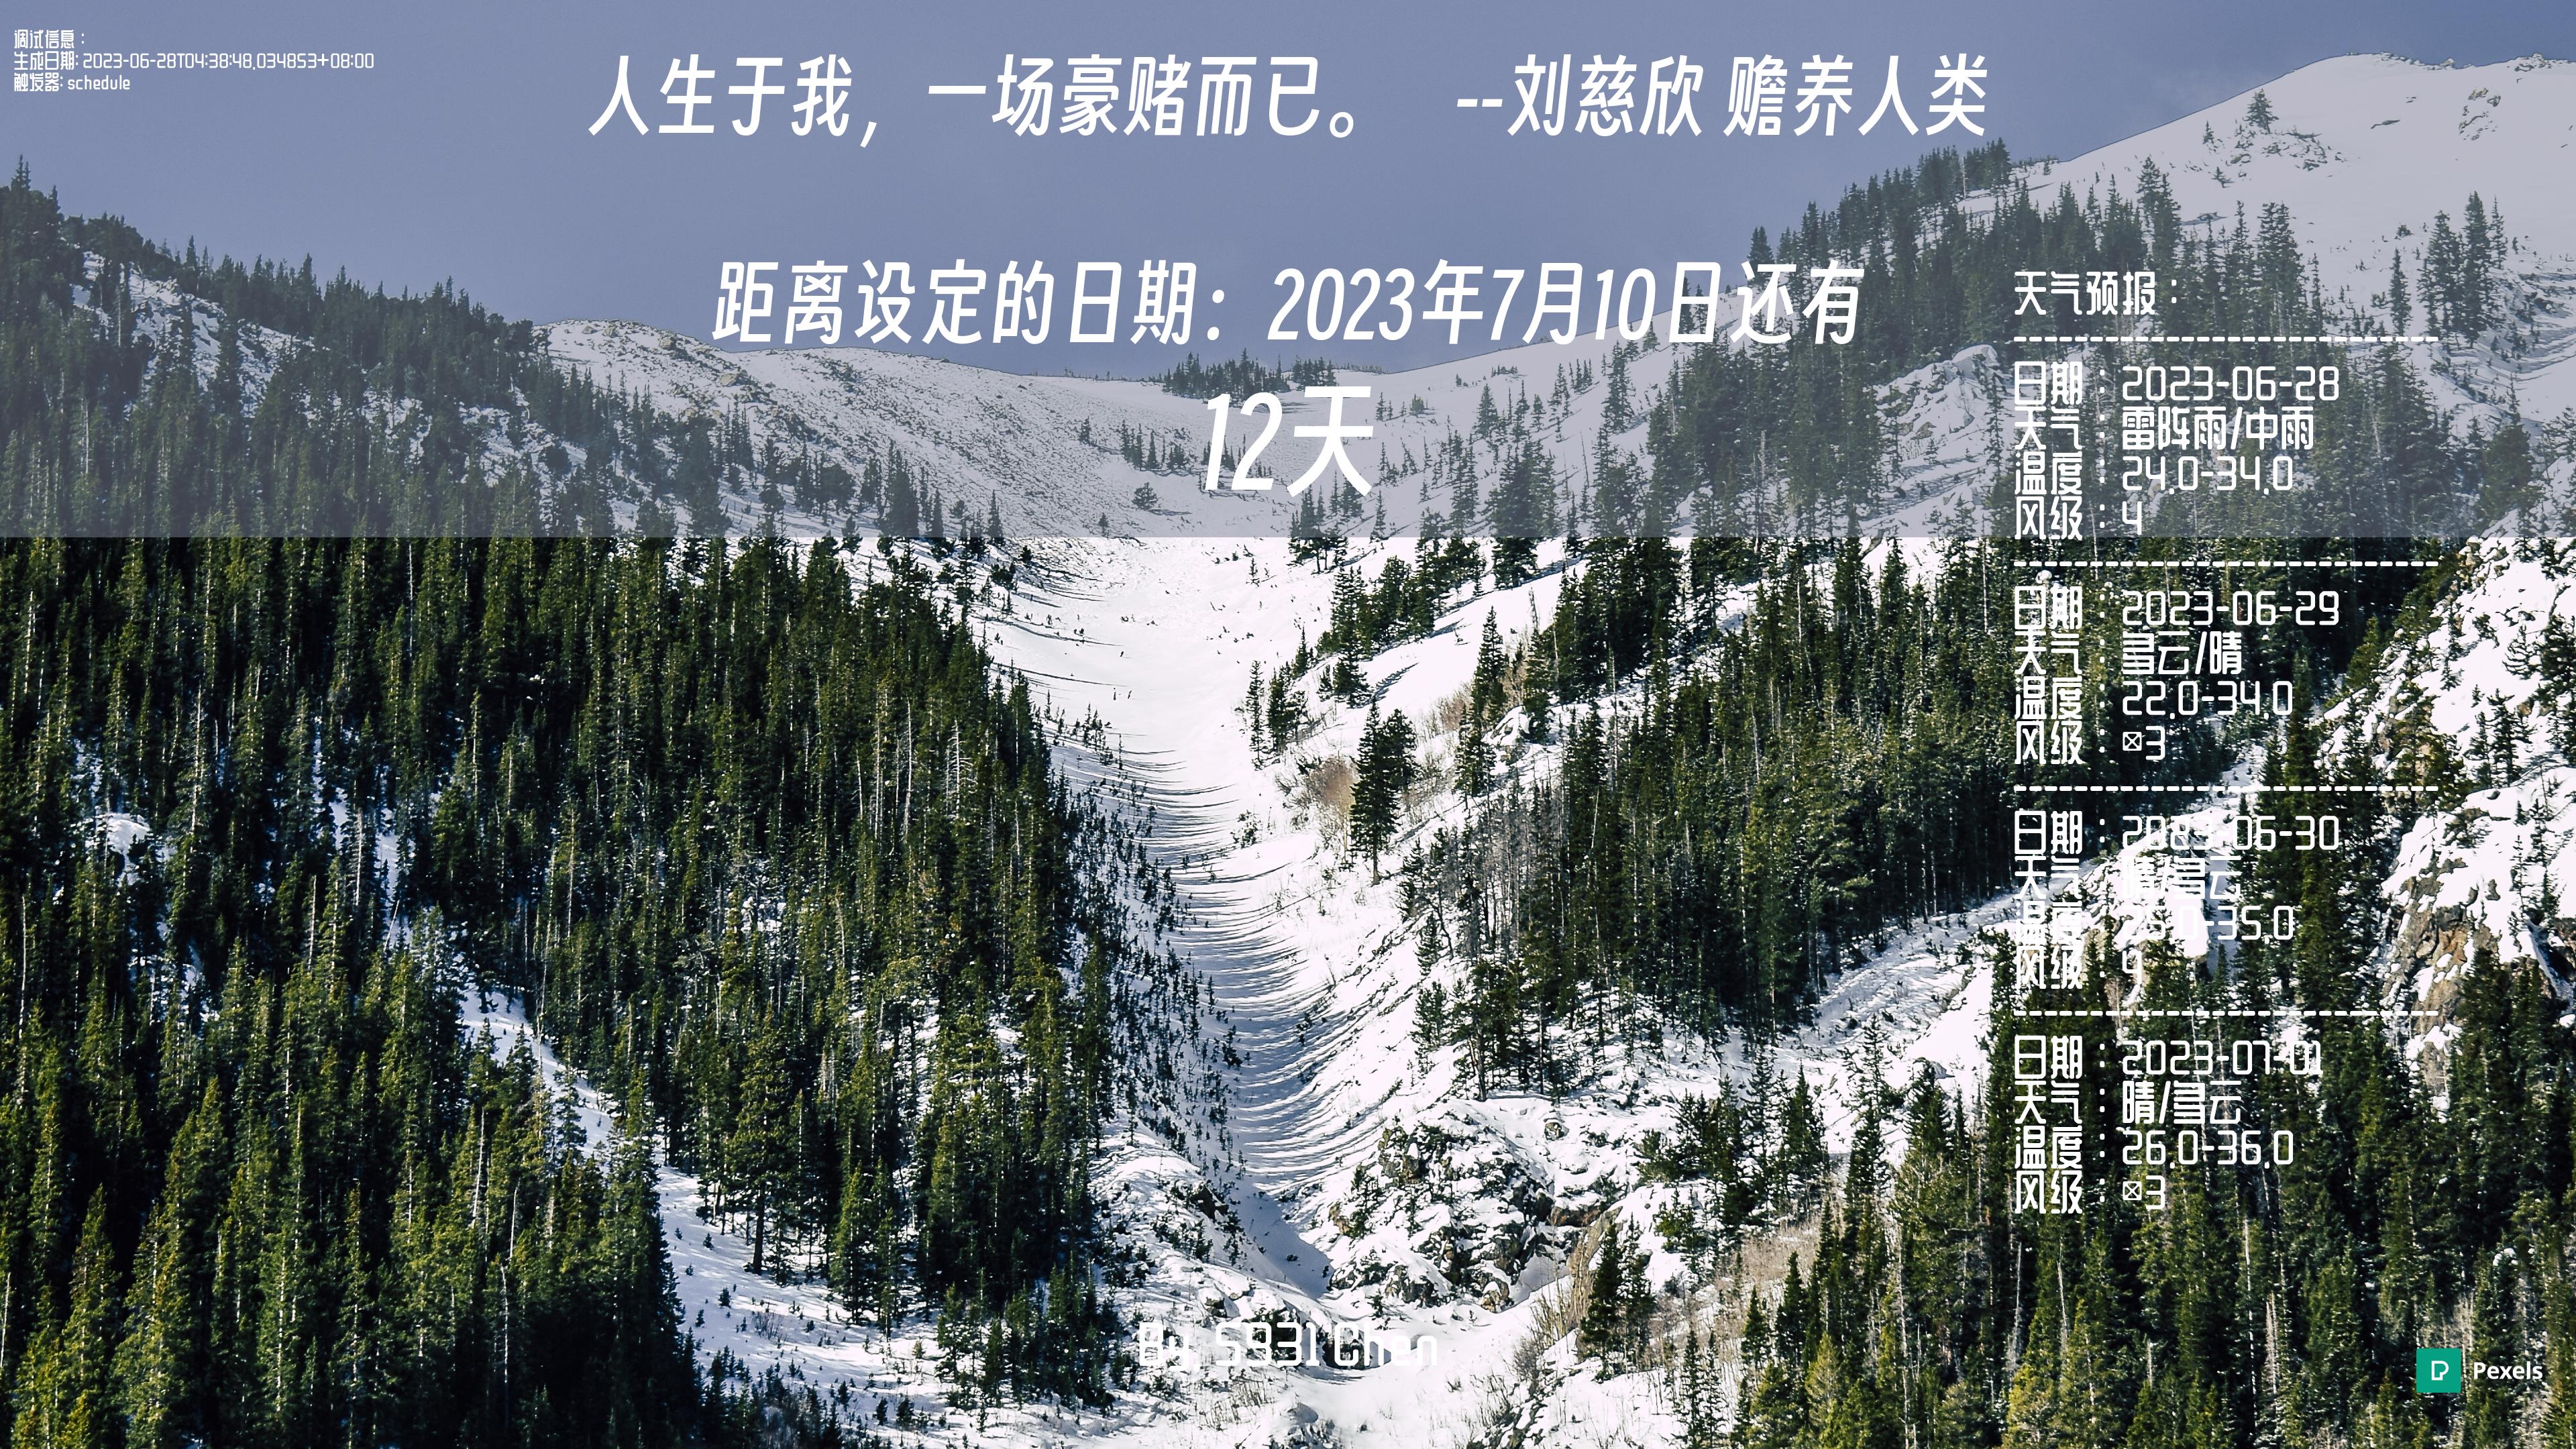 调试信息：
生成日期: 2023-06-28T04:38:48.034853+08:00
触发器: schedule
人生于我，一场豪赌而已。 --刘慈欣 赡养人类
距离设定的日期：2023年7月10日还有
12天
天气预报：
------------------------
日期：2023-06-28
天气：雷阵雨/中雨
温度：24.0-34.0
风级：4
------------------------
日期：2023-06-29
天气：多云/晴
温度：22.0-34.0
风级：3
------------------------
日期：2023-06-30
天气：晴/多云
温度：-35.0
风级：
------------------------
日期：2023-07-01
天气：晴/多云
温度：26.0-36.0
风级：3
By. S931 Chen
Pexels